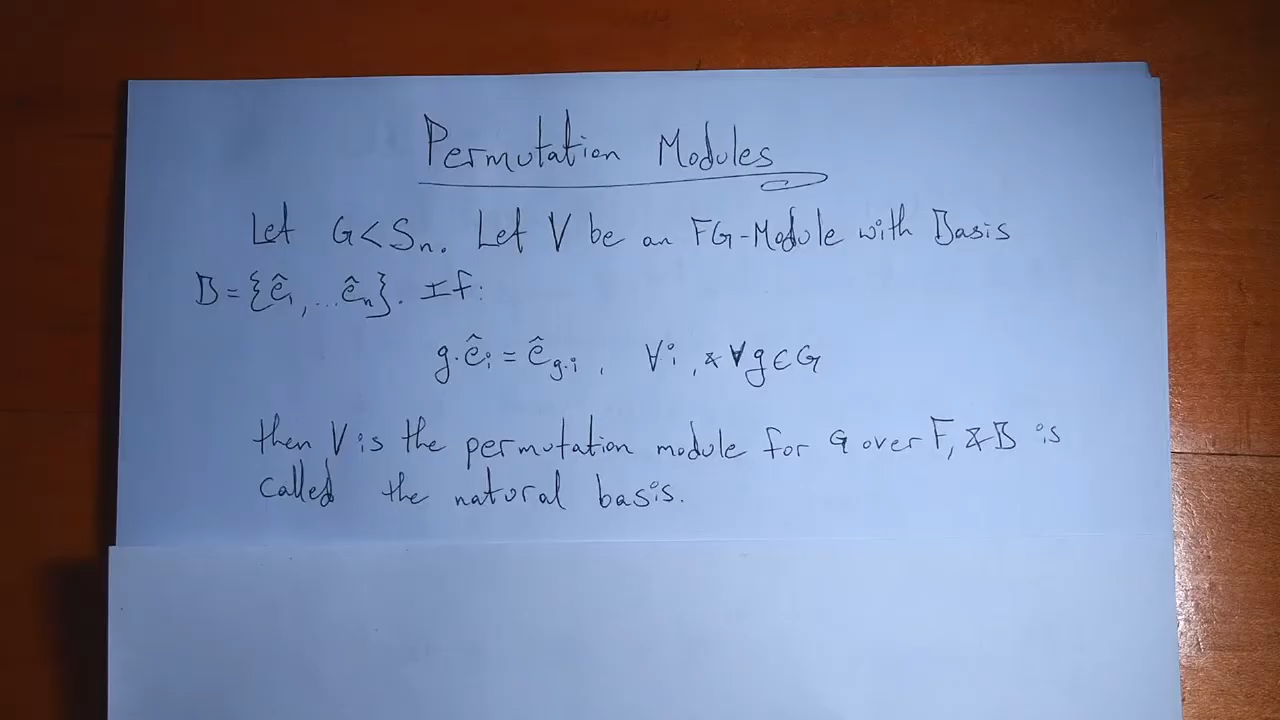 Permutation Modules
Let G < Sₙ. Let V be an FG-Module with Basis
B = {ê₁, ... êₙ}. If:
g·êᵢ = ê_{g·i}, ∀i, & ∀g∈G
then V is the permutation module for G over F, & B is
called the natural basis.